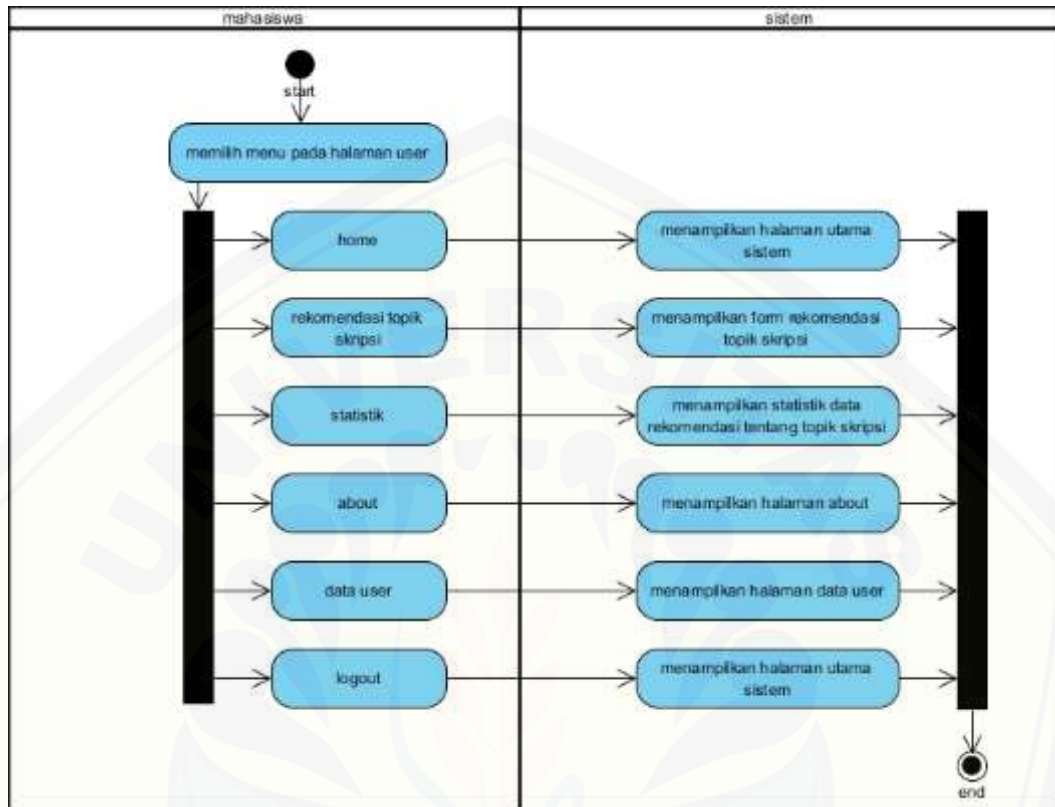 mahasiswa
sistem
start
memilih menu pada halaman user
home
menampilkan halaman utama
sistem
rekomendasi topik
skripsi
menampilkan form rekomendasi
topik skripsi
statistik
menampilkan statistik data
rekomendasi tentang topik skripsi
about
menampilkan halaman about
data user
menampilkan halaman data user
logout
menampilkan halaman utama
sistem
end
UNIVERSITAS